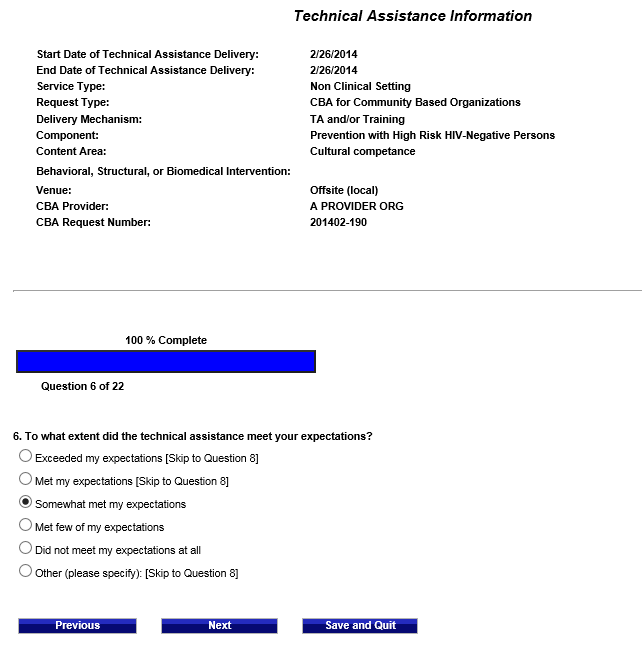 Technical Assistance Information
Start Date of Technical Assistance Delivery: 2/26/2014
End Date of Technical Assistance Delivery: 2/26/2014
Service Type: Non Clinical Setting
Request Type: CBA for Community Based Organizations
Delivery Mechanism: TA and/or Training
Component: Prevention with High Risk HIV-Negative Persons
Content Area: Cultural competance
Behavioral, Structural, or Biomedical Intervention:
Venue: Offsite (local)
CBA Provider: A PROVIDER ORG
CBA Request Number: 201402-190
100 % Complete
Question 6 of 22
6. To what extent did the technical assistance meet your expectations?
Exceeded my expectations [Skip to Question 8]
Met my expectations [Skip to Question 8]
Somewhat met my expectations
Met few of my expectations
Did not meet my expectations at all
Other (please specify): [Skip to Question 8]
Previous Next Save and Quit